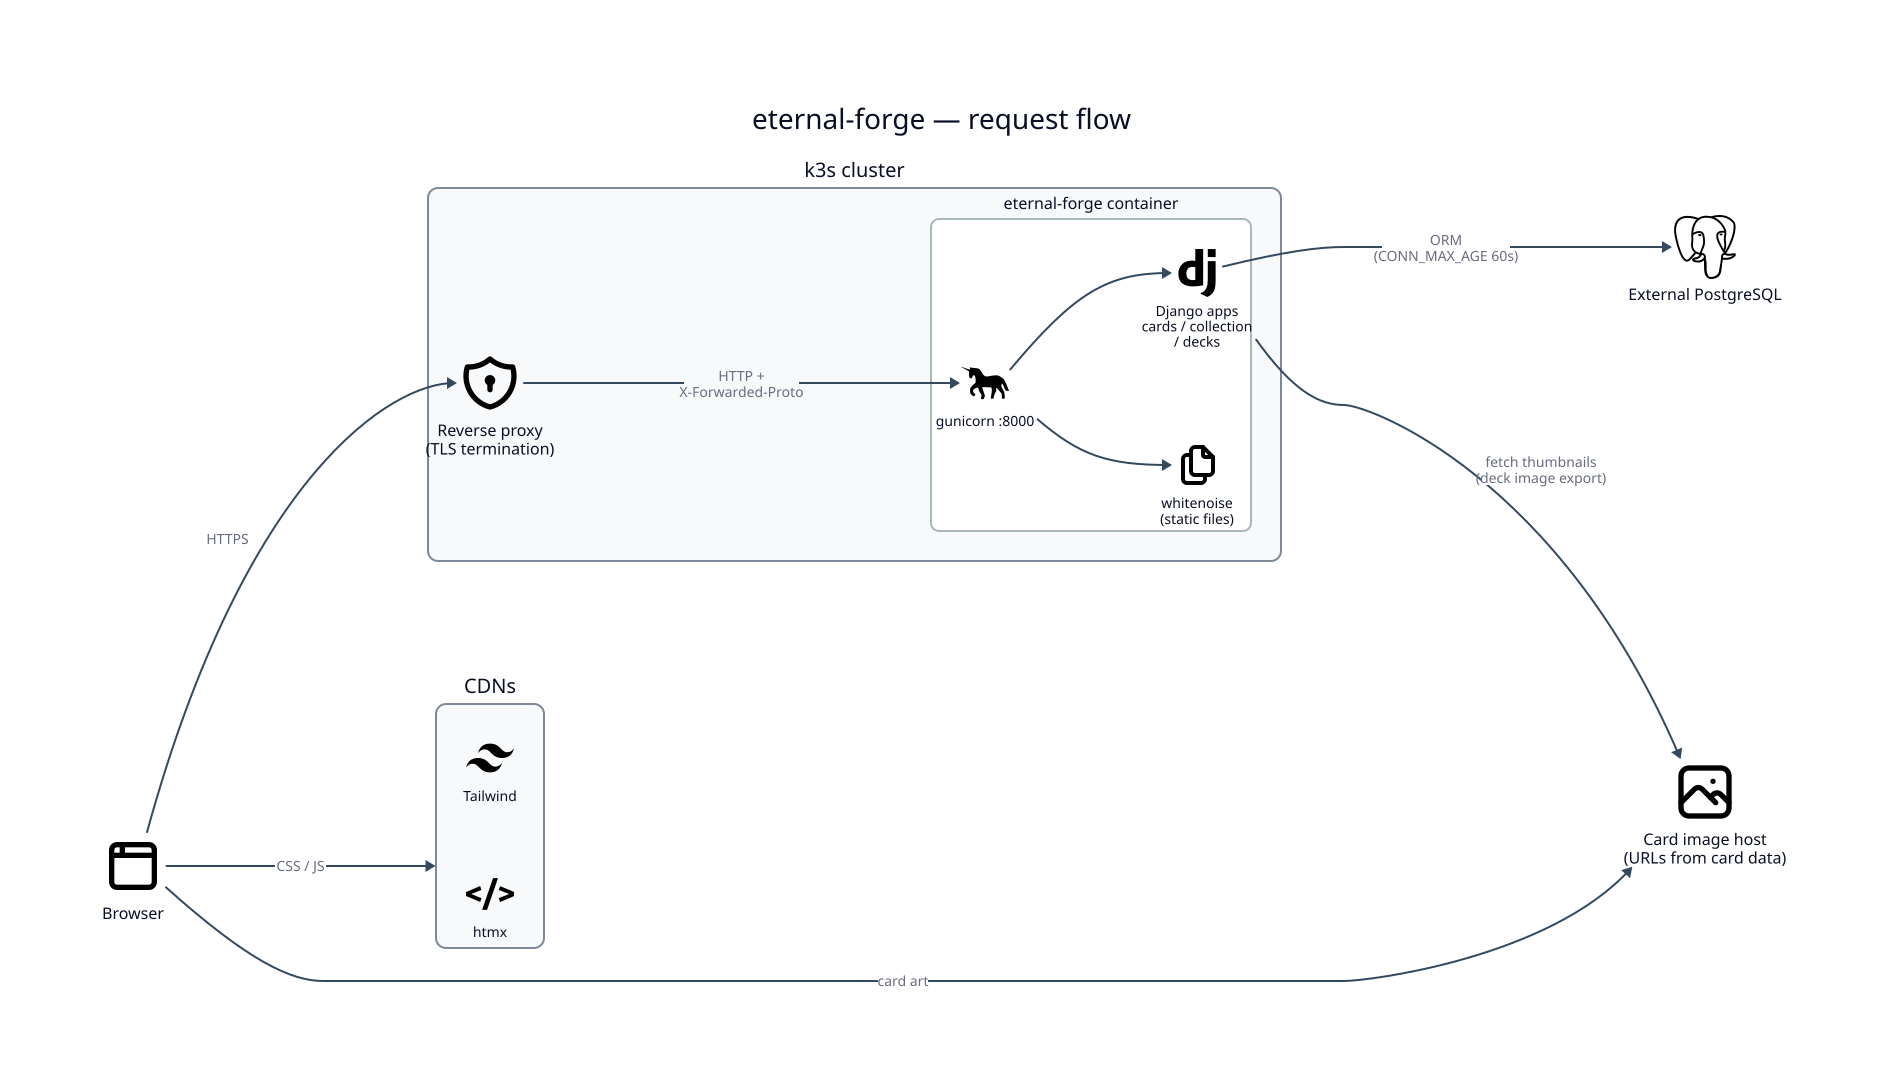 eternal-forge — request flow
k3s cluster
eternal-forge container
dj
Django apps
cards / collection
/ decks
ORM
(CONN_MAX_AGE 60s)
External PostgreSQL
Reverse proxy
(TLS termination)
HTTP +
X-Forwarded-Proto
gunicorn :8000
whitenoise
(static files)
fetch thumbnails
(deck image export)
HTTPS
CDNs
Tailwind
</>
htmx
CSS / JS
Browser
Card image host
(URLs from card data)
card art